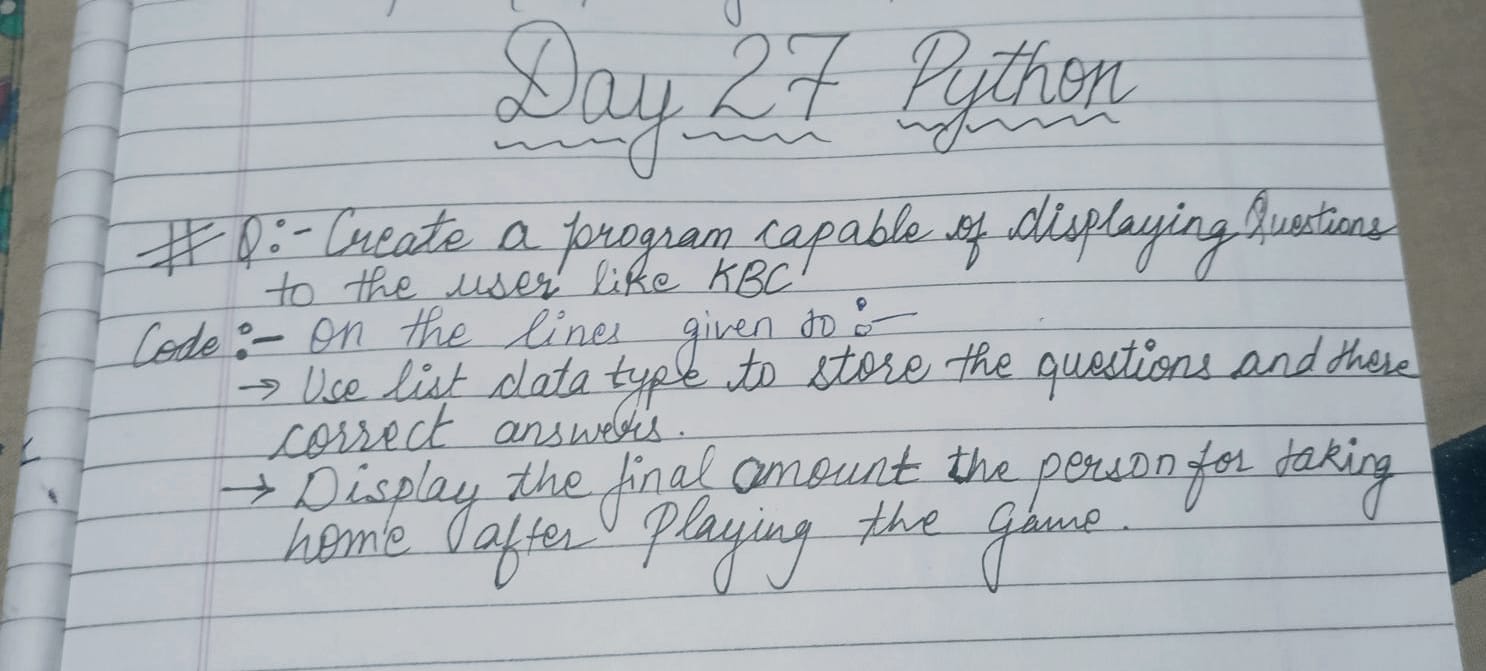 Day 27 Python
# Q:- Create a program capable of displaying Questions
to the user like KBC
Code :- on the lines given to :-
→ Use list data type to store the questions and there
correct answers.
→ Display the final amount the person for taking
home after playing the game.